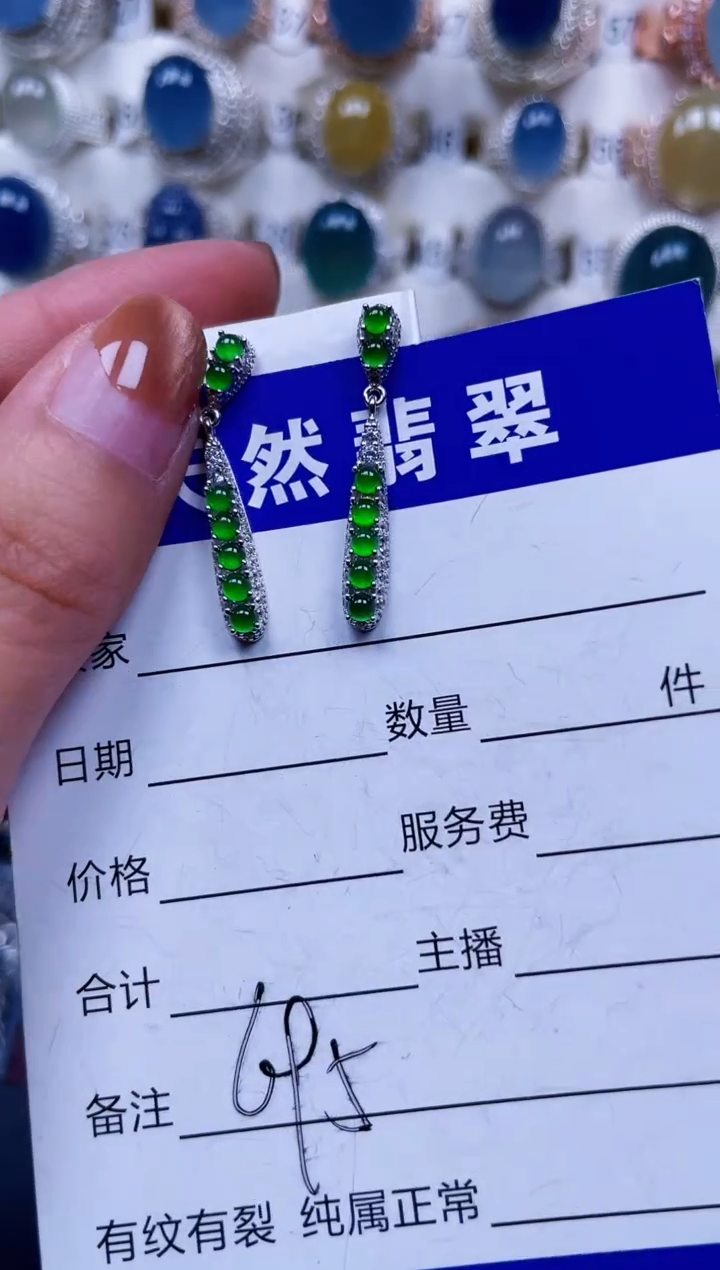 然翡翠
家
数量 件
日期
服务费
价格
主播
合计
695
备注
有纹有裂 纯属正常